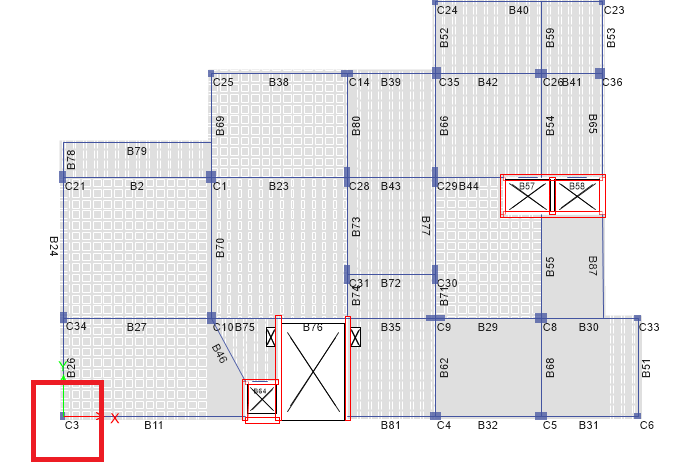 C24 B40 C23
B52 B59 B53
C25 B38 C14 B39 C35 B42 C26 B41 C36
B69 B80 B66 B54 B65
B78 B79
C21 B2 C1 B23 C28 B43 C29 B44 B57 B58
B24 B70 B73 B77 B55 B87
C31 B72 C30
B74 B71
C34 B27 C10 B75 B76 B35 C9 B29 C8 B30 C33
Y B26 B46 B62 B68 B51
B64
X
C3 B11 B81 C4 B32 C5 B31 C6